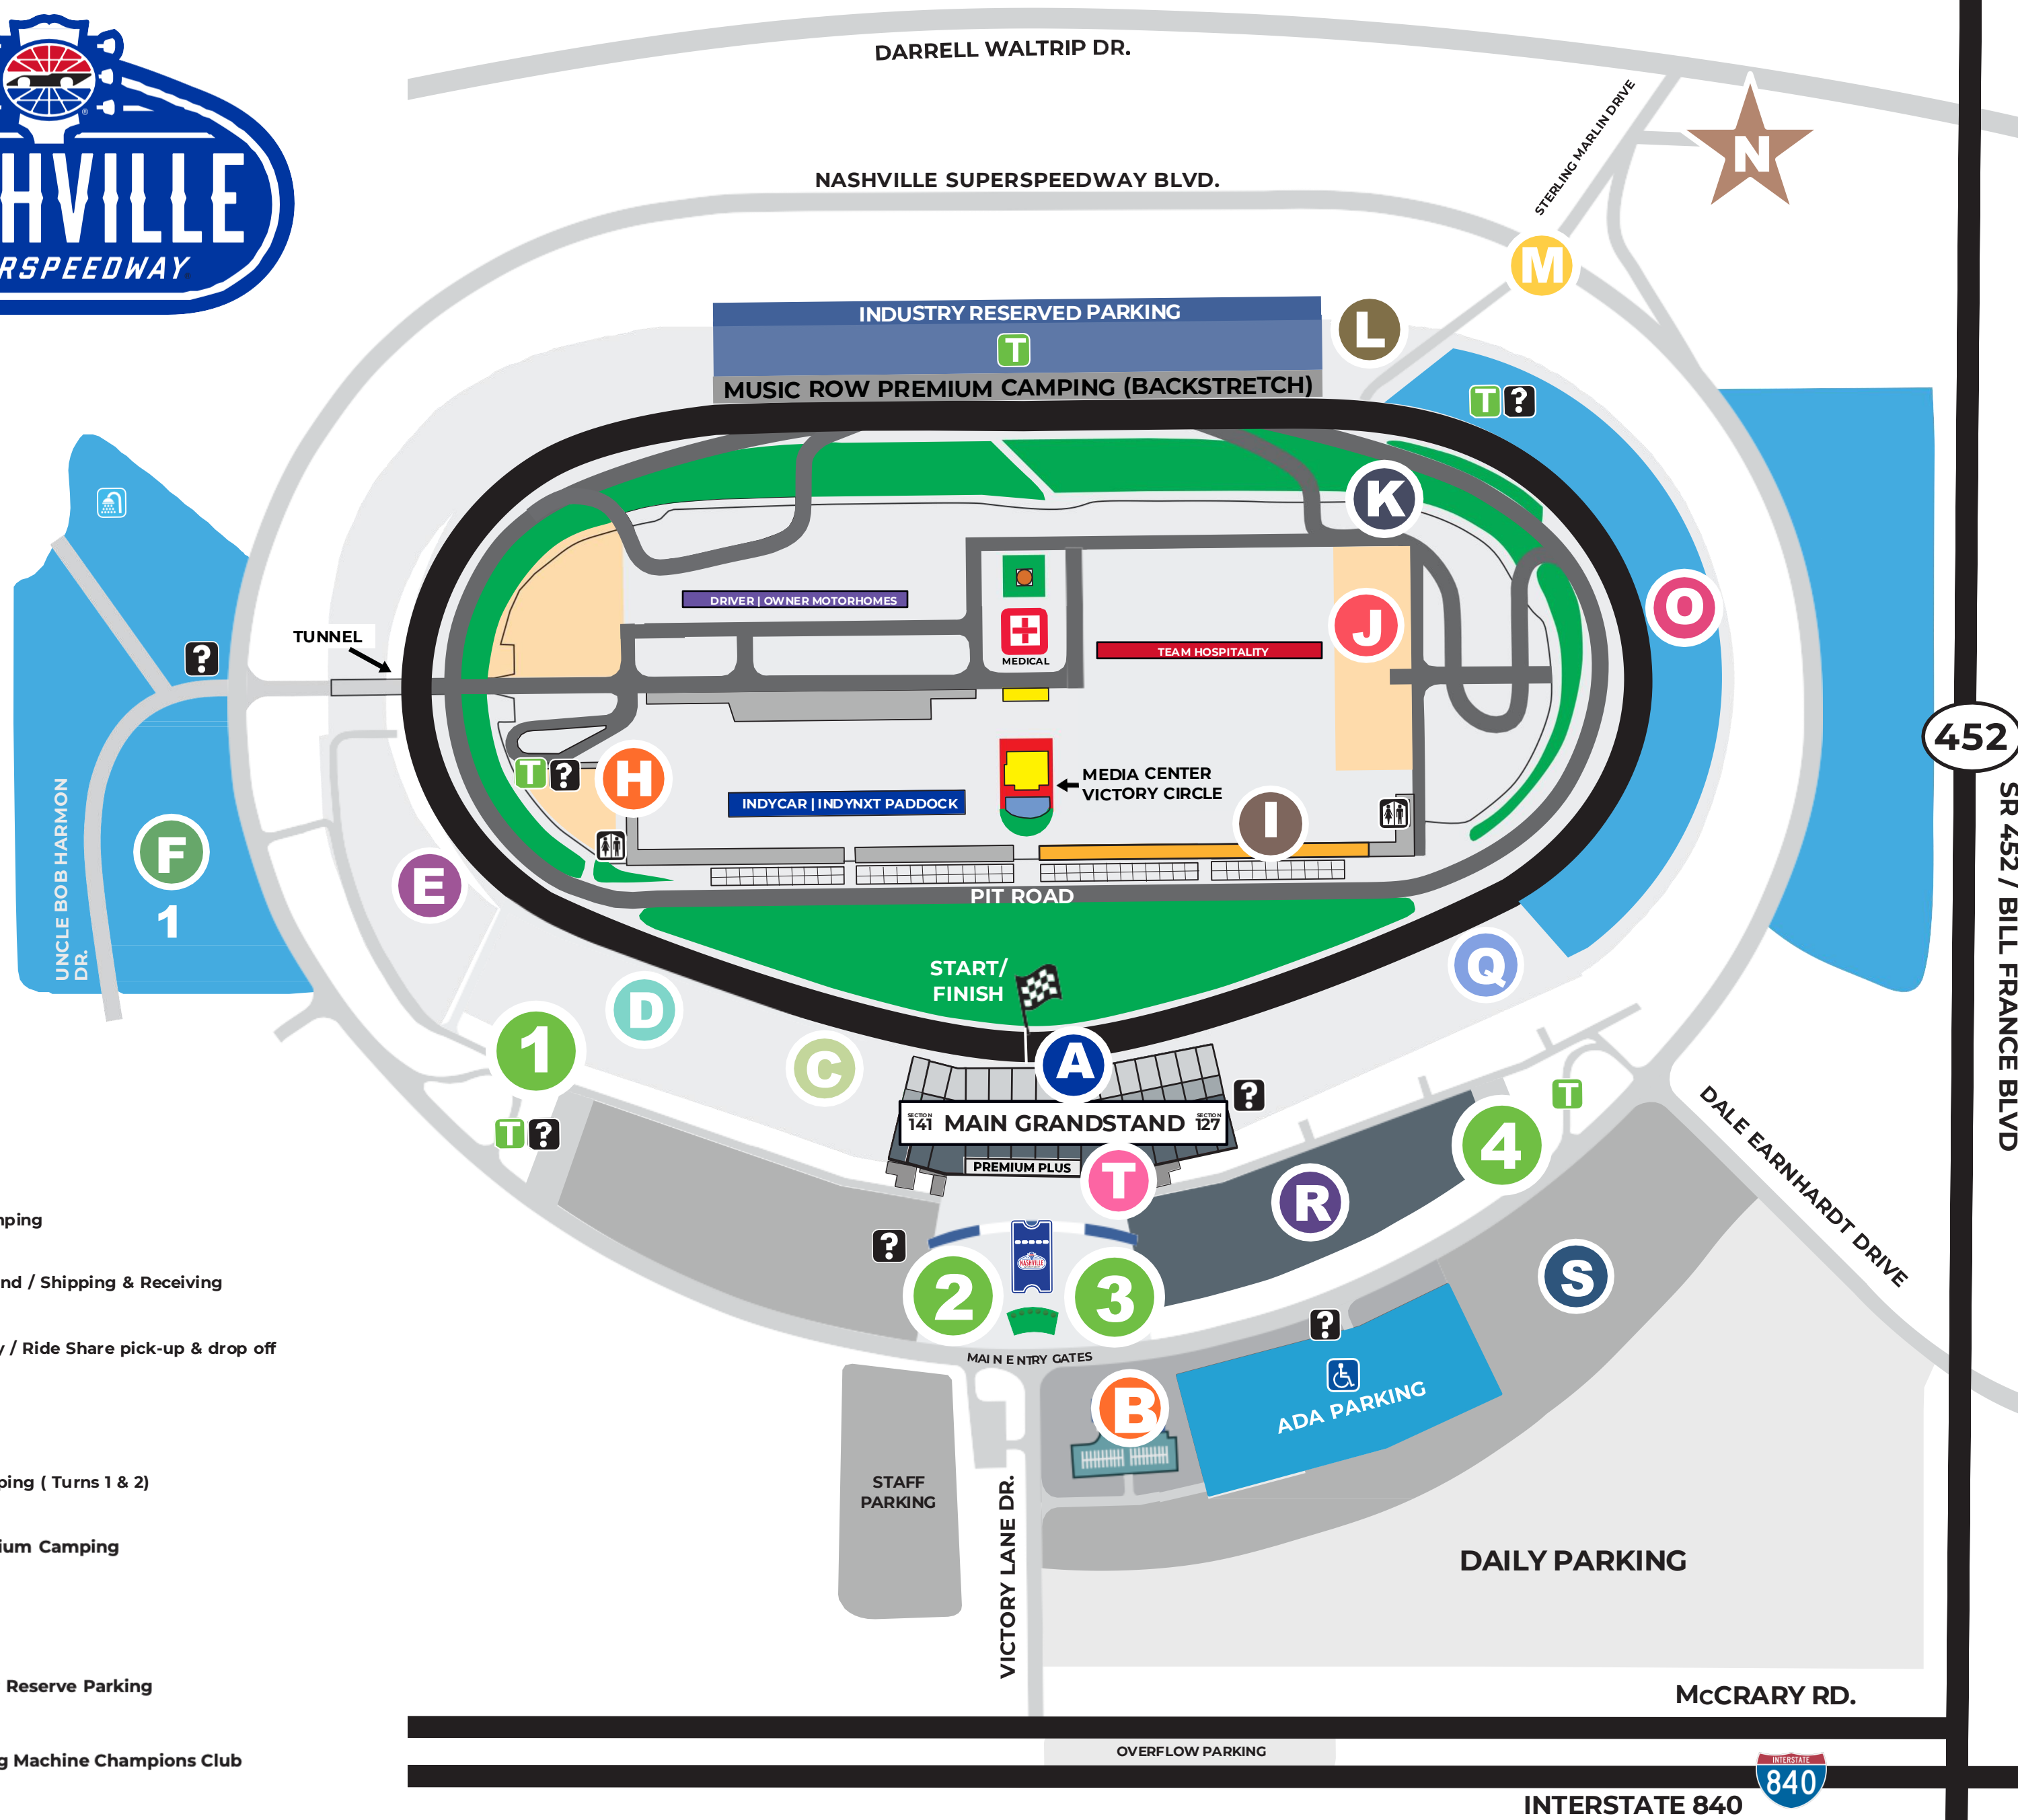 DARRELL WALTRIP DR.
STERLING MARLIN DRIVE
N
HVILLE
RSPEEDWAY
®
NASHVILLE SUPERSPEEDWAY BLVD.
M
INDUSTRY RESERVED PARKING
L
T
MUSIC ROW PREMIUM CAMPING (BACKSTRETCH)
T ?
K
DRIVER | OWNER MOTORHOMES
O
J
TUNNEL
?
MEDICAL
TEAM HOSPITALITY
452
SR 452 / BILL FRANCE BLVD
T ?
H
MEDIA CENTER
VICTORY CIRCLE
INDYCAR | INDYNXT PADDOCK
I
UNCLE BOB HARMON
DR.
F
1
E
PIT ROAD
START/
FINISH
Q
D
1
C
A
T ?
?
T
SECTION
141
MAIN GRANDSTAND
SECTION
127
PREMIUM PLUS
T
4
R
DALE EARNHARDT DRIVE
?
NASHVILLE
2
3
S
MAIN ENTRY GATES
?
B
ADA PARKING
STAFF
PARKING
VICTORY LANE DR.
DAILY PARKING
nping
nd / Shipping & Receiving
y / Ride Share pick-up & drop off
ping ( Turns 1 & 2)
ium Camping
Reserve Parking
g Machine Champions Club
McCRARY RD.
OVERFLOW PARKING
INTERSTATE
840
INTERSTATE 840